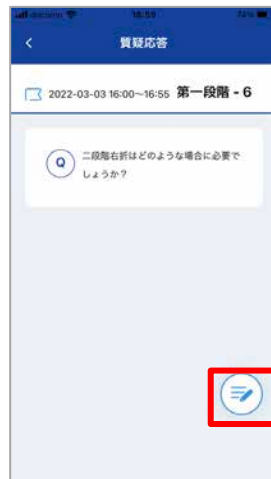 docomo 18:59 74%
質疑応答
2022-03-03 16:00~16:55 第一段階 - 6
Q 二段階右折はどのような場合に必要で
しょうか？